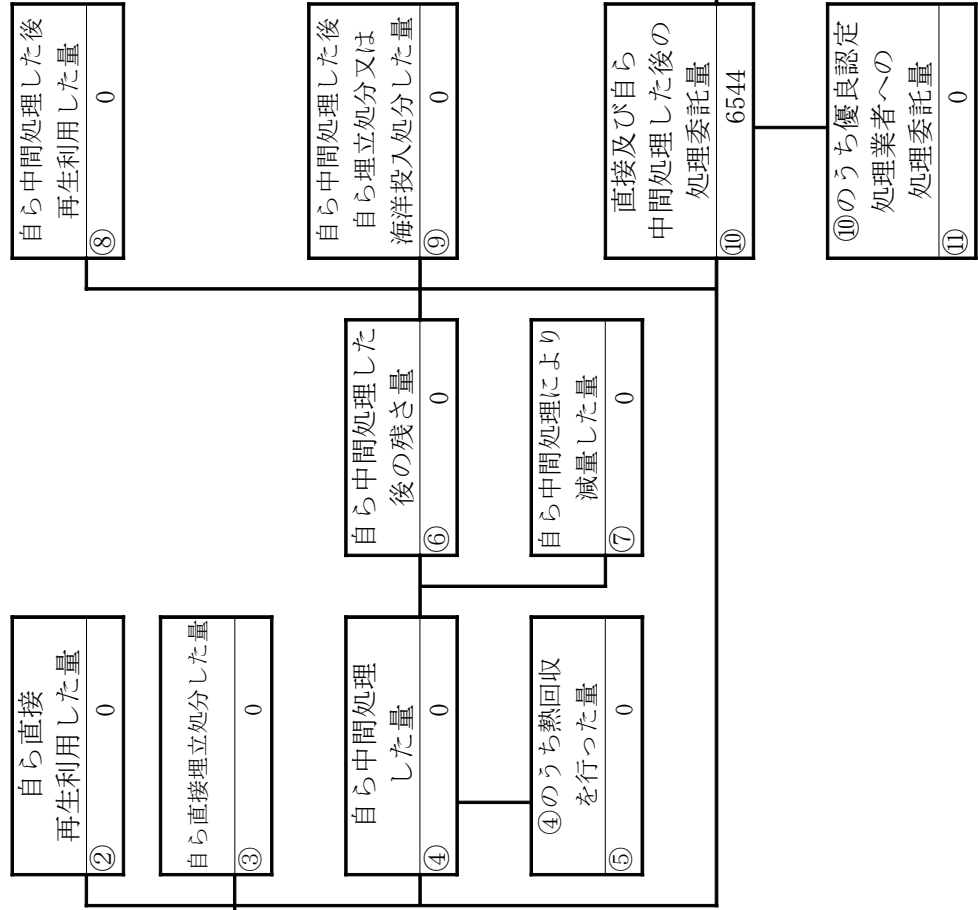 自ら直接
再生利用した量
②
0
自ら直接埋立処分した量
③
0
自ら中間処理
した量
④
0
④のうち熱回収
を行った量
⑤
0
自ら中間処理した
後の残さ量
⑥
0
自ら中間処理により
減量した量
⑦
0
自ら中間処理した後
再生利用した量
⑧
0
自ら中間処理した後
自ら埋立処分又は
海洋投入処分した量
⑨
0
直接及び自ら
中間処理した後の
処理委託量
⑩
6544
⑩のうち優良認定
処理業者への
処理委託量
⑪
0